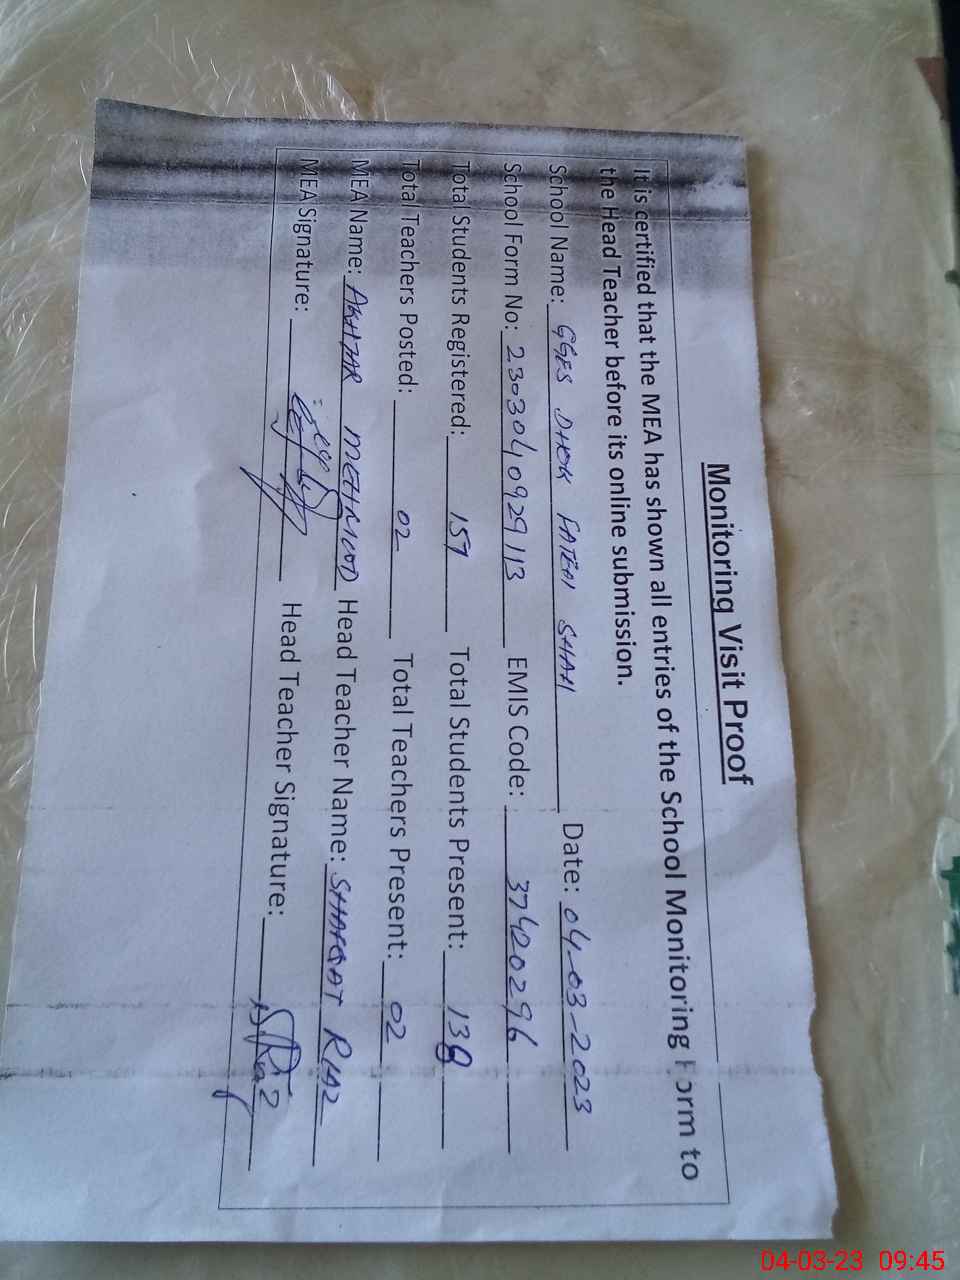 Monitoring Visit Proof
It is certified that the MEA has shown all entries of the School Monitoring Form to
the Head Teacher before its online submission.
School Name: GGES DHOK FATEH SHAH Date: 04-03-2023
School Form No: 2303040929113 EMIS Code: 37420296
Total Students Registered: 157 Total Students Present: 138
Total Teachers Posted: 02 Total Teachers Present: 02
MEA Name: AKHTAR MEHMOOD Head Teacher Name: SHAFQAT RIAZ
MEA Signature: Head Teacher Signature:
04-03-23 09:45